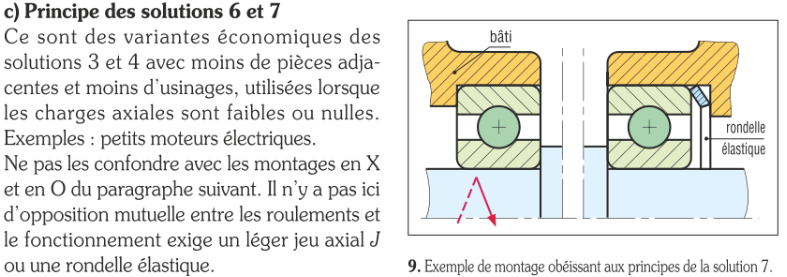 c) Principe des solutions 6 et 7
Ce sont des variantes économiques des
solutions 3 et 4 avec moins de pièces adja-
centes et moins d'usinages, utilisées lorsque
les charges axiales sont faibles ou nulles.
Exemples : petits moteurs électriques.
Ne pas les confondre avec les montages en X
et en O du paragraphe suivant. Il n'y a pas ici
d'opposition mutuelle entre les roulements et
le fonctionnement exige un léger jeu axial J
ou une rondelle élastique.
bâti
rondelle
élastique
9. Exemple de montage obéissant aux principes de la solution 7.